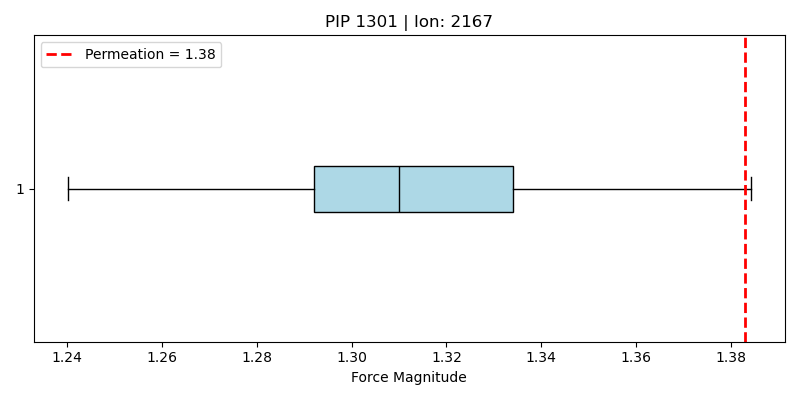 PIP 1301 | Ion: 2167
Permeation = 1.38
1
1.24 1.26 1.28 1.30 1.32 1.34 1.36 1.38
Force Magnitude